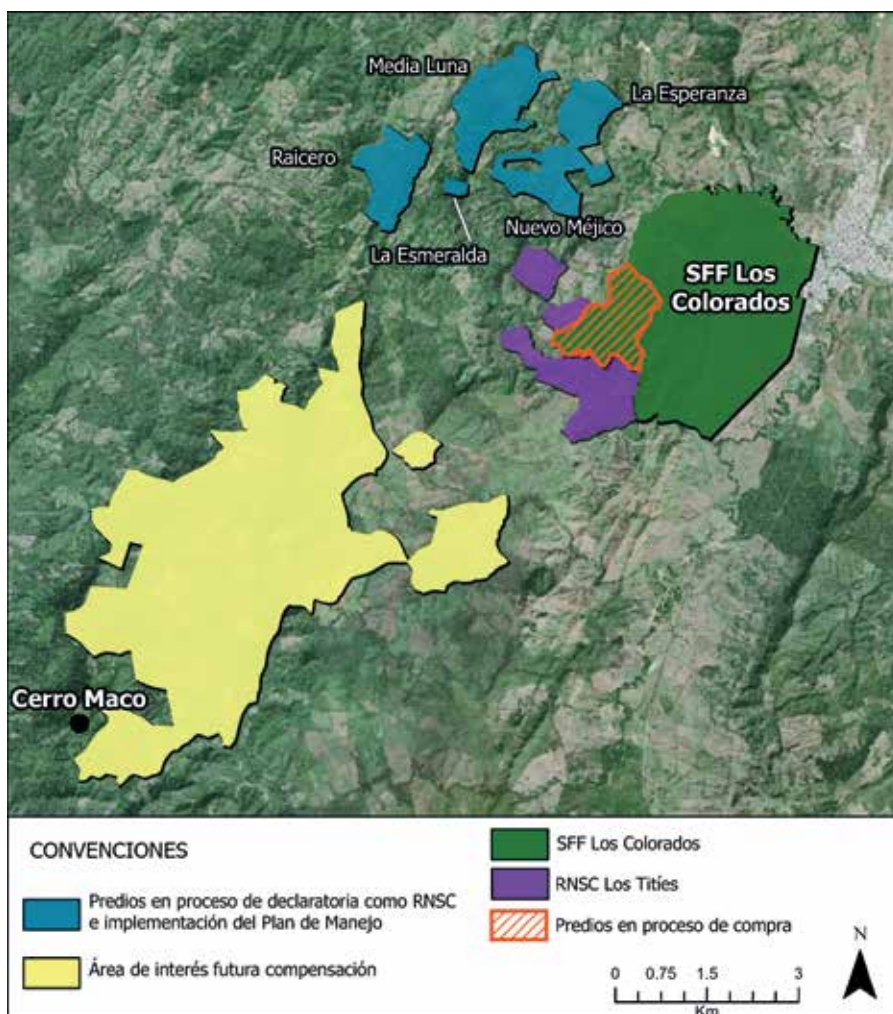 Media Luna
La Esperanza
Raicero
La Esmeralda
Nuevo Méjico
SFF Los
Colorados
Cerro Maco
CONVENCIONES
Predios en proceso de declaratoria como RNSC
e implementación del Plan de Manejo
Área de interés futura compensación
SFF Los Colorados
RNSC Los Titíes
Predios en proceso de compra
N
0 0.75 1.5 3
Km